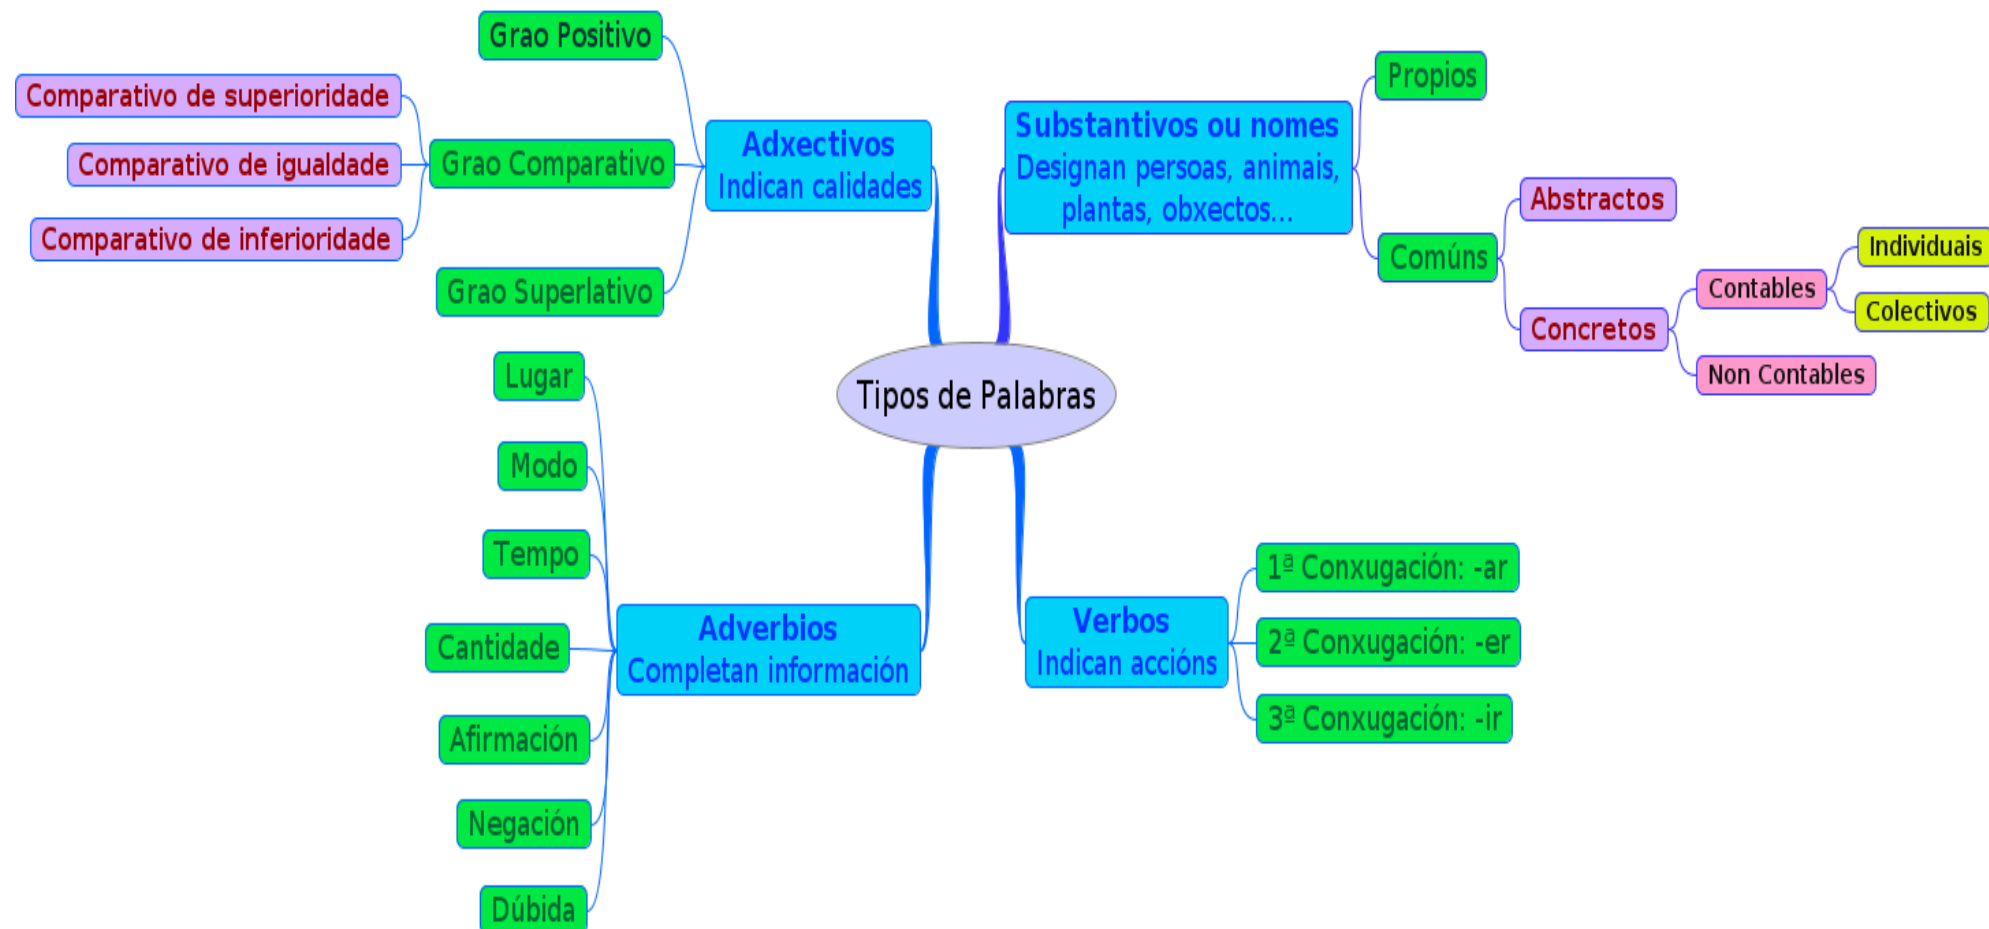 Tipos de Palabras
Substantivos ou nomes
Designan persoas, animais,
plantas, obxectos...
Propios
Comúns
Abstractos
Concretos
Contables
Individuais
Colectivos
Non Contables
Verbos
Indican accións
1ª Conxugación: -ar
2ª Conxugación: -er
3ª Conxugación: -ir
Adxectivos
Indican calidades
Grao Positivo
Grao Comparativo
Comparativo de superioridade
Comparativo de igualdade
Comparativo de inferioridade
Grao Superlativo
Adverbios
Completan información
Lugar
Modo
Tempo
Cantidade
Afirmación
Negación
Dúbida